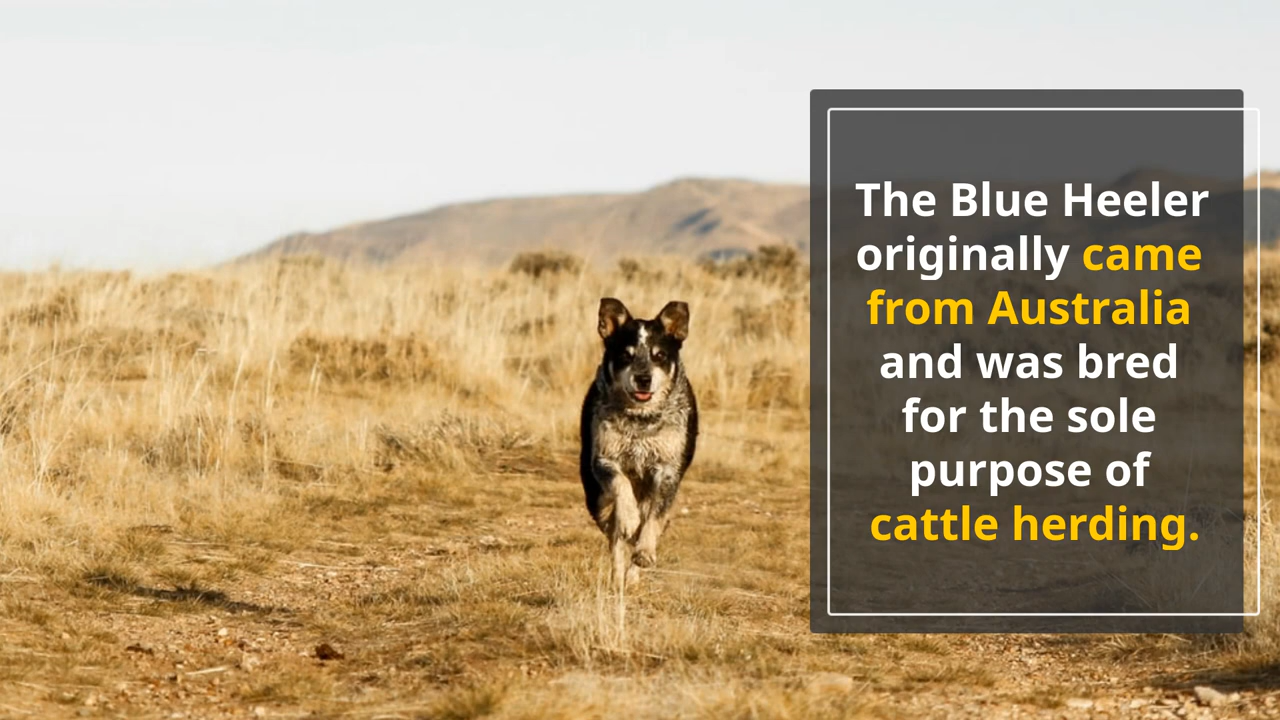 The Blue Heeler
originally came
from Australia
and was bred
for the sole
purpose of
cattle herding.